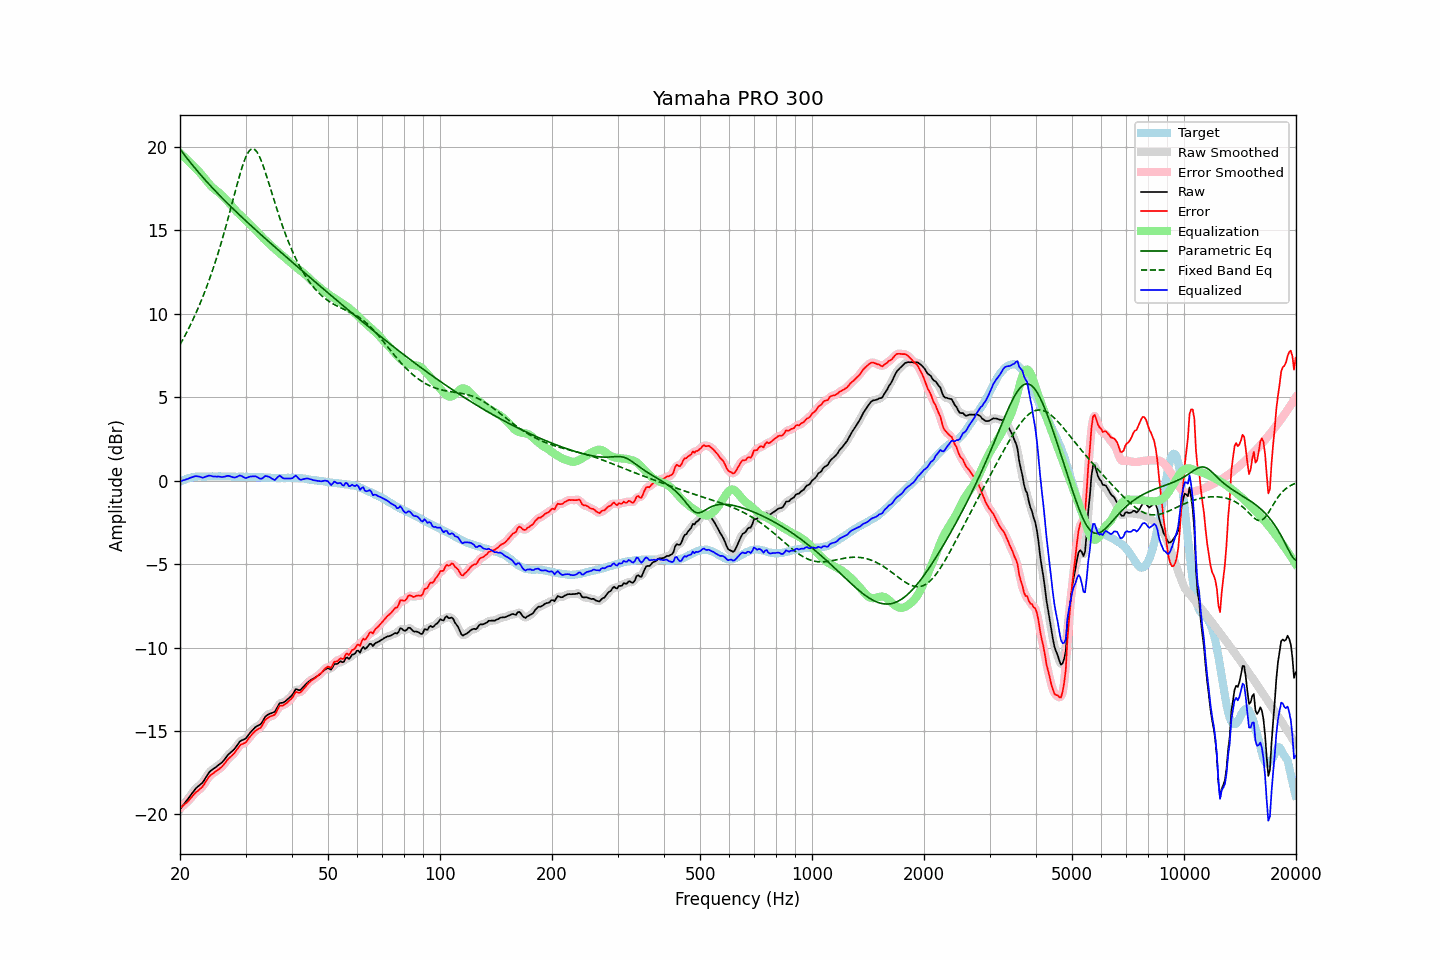 Yamaha PRO 300
Target
Raw Smoothed
Error Smoothed
Raw
Error
Equalization
Parametric Eq
Fixed Band Eq
Equalized
Amplitude (dBr)
20
15
10
5
0
−5
−10
−15
−20
20 50 100 200 500 1000 2000 5000 10000 20000
Frequency (Hz)